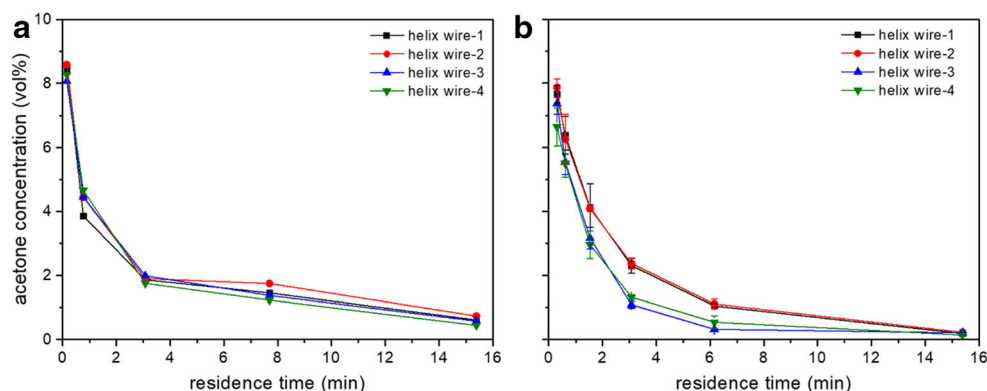 a
10
8
6
4
2
0
acetone concentration (vol%)
helix wire-1
helix wire-2
helix wire-3
helix wire-4
0 2 4 6 8 10 12 14 16
residence time (min)
b
helix wire-1
helix wire-2
helix wire-3
helix wire-4
0 2 4 6 8 10 12 14 16
residence time (min)